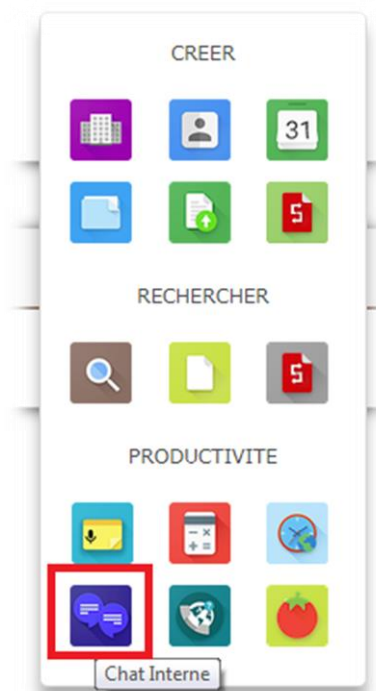 CREER
31
S
RECHERCHER
S
PRODUCTIVITE
Chat Interne